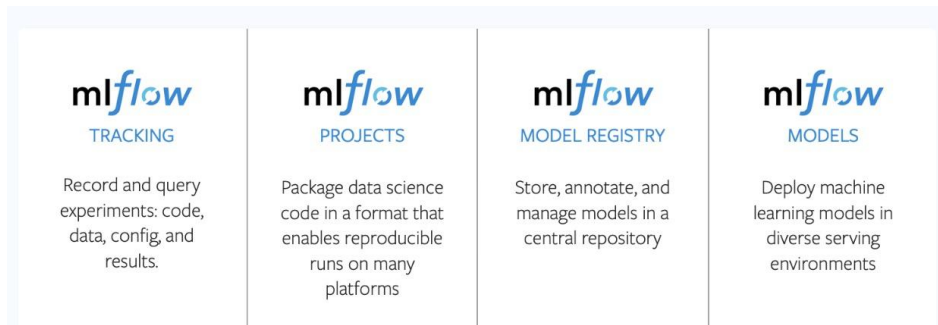 mlflow
TRACKING
Record and query
experiments: code,
data, config, and
results.
mlflow
PROJECTS
Package data science
code in a format that
enables reproducible
runs on many
platforms
mlflow
MODEL REGISTRY
Store, annotate, and
manage models in a
central repository
mlflow
MODELS
Deploy machine
learning models in
diverse serving
environments